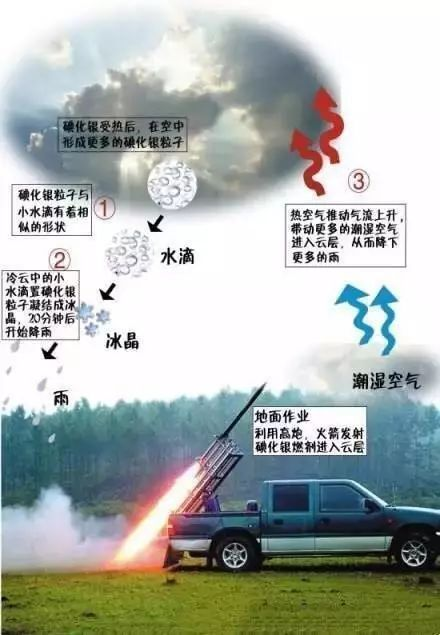 碘化银受热后，在空中
形成更多的碘化银粒子
碘化银粒子与
小水滴有着相
似的形状
①
水滴
②
冷云中的小
水滴置碘化银
粒子凝结成冰
晶，20分钟后
开始降雨
冰晶
雨
③
热空气推动气流上升，
带动更多的潮湿空气
进入云层，从而降下
更多的雨
潮湿空气
地面作业
利用高炮，火箭发射
碘化银燃剂进入云层